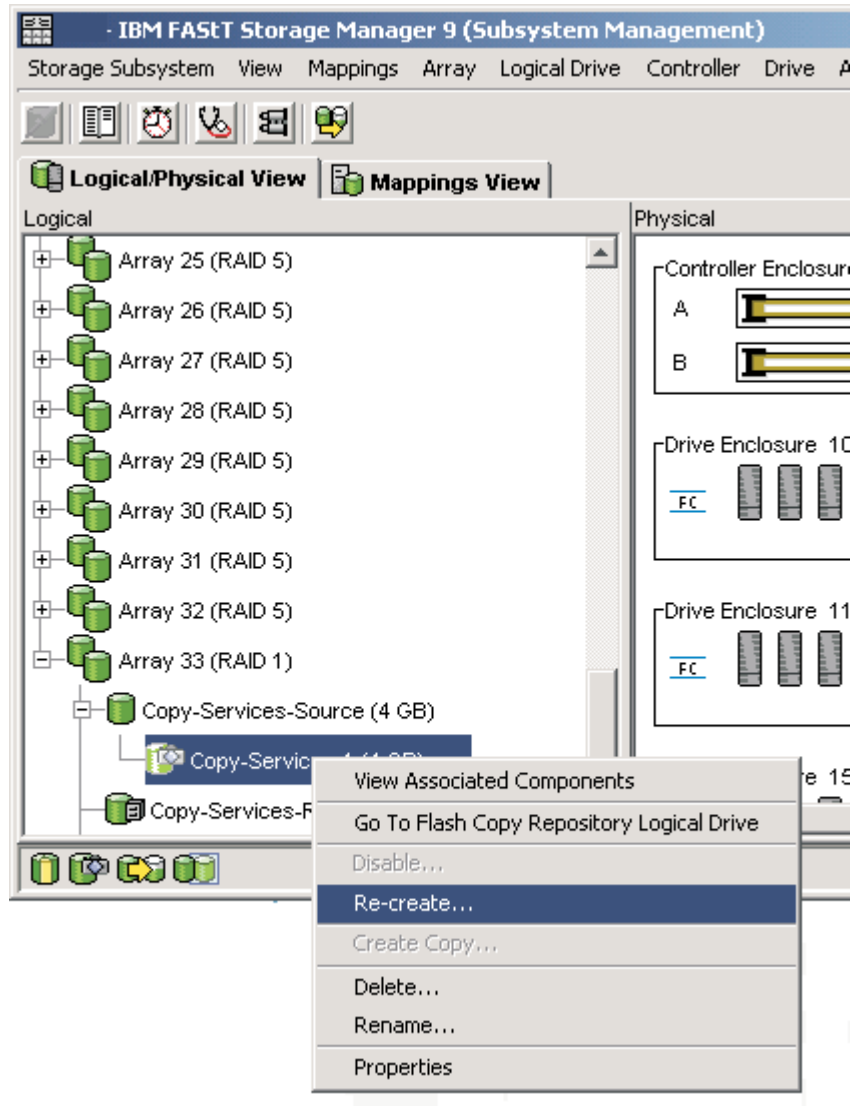 - IBM FAStT Storage Manager 9 (Subsystem Management)
Storage Subsystem View Mappings Array Logical Drive Controller Drive
Logical/Physical View Mappings View
Logical
Array 25 (RAID 5)
Array 26 (RAID 5)
Array 27 (RAID 5)
Array 28 (RAID 5)
Array 29 (RAID 5)
Array 30 (RAID 5)
Array 31 (RAID 5)
Array 32 (RAID 5)
Array 33 (RAID 1)
Copy-Services-Source (4 GB)
Copy-Servic
Copy-Services-R
Physical
Controller Enclosure
A
B
Drive Enclosure 10
FC
Drive Enclosure 11
FC
e 15
View Associated Components
Go To Flash Copy Repository Logical Drive
Disable...
Re-create...
Create Copy...
Delete...
Rename...
Properties